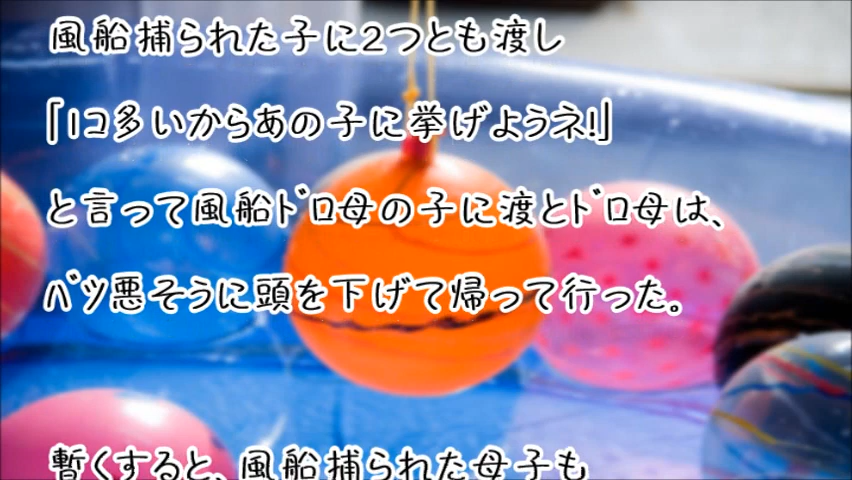 風船捕られた子に2つとも渡し
「1コ多いからあの子に挙げようネ!」
と言って風船ドロ母の子に渡とドロ母は、
バツ悪そうに頭を下げて帰って行った。
暫くすると、風船捕られた母子も